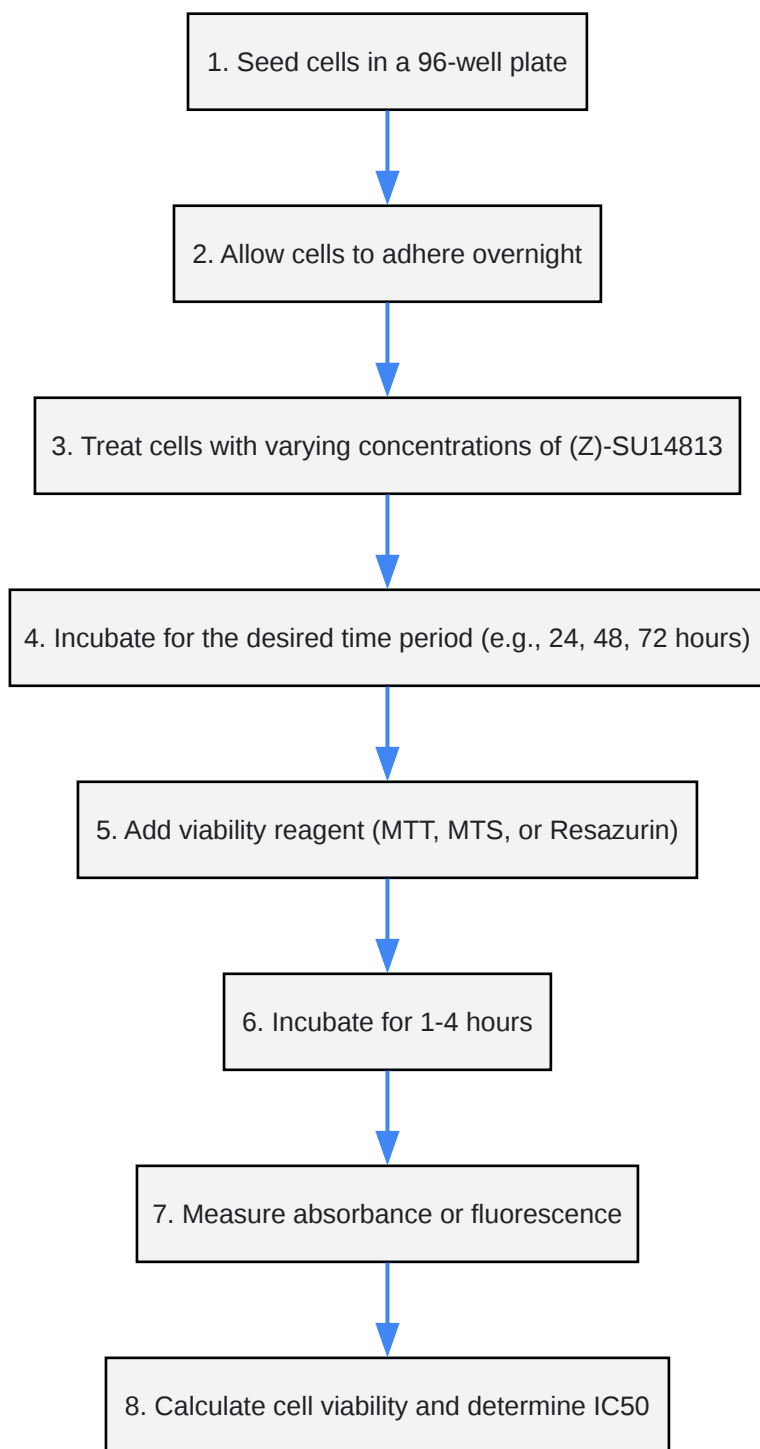 1. Seed cells in a 96-well plate
2. Allow cells to adhere overnight
3. Treat cells with varying concentrations of (Z)-SU14813
4. Incubate for the desired time period (e.g., 24, 48, 72 hours)
5. Add viability reagent (MTT, MTS, or Resazurin)
6. Incubate for 1-4 hours
7. Measure absorbance or fluorescence
8. Calculate cell viability and determine IC50